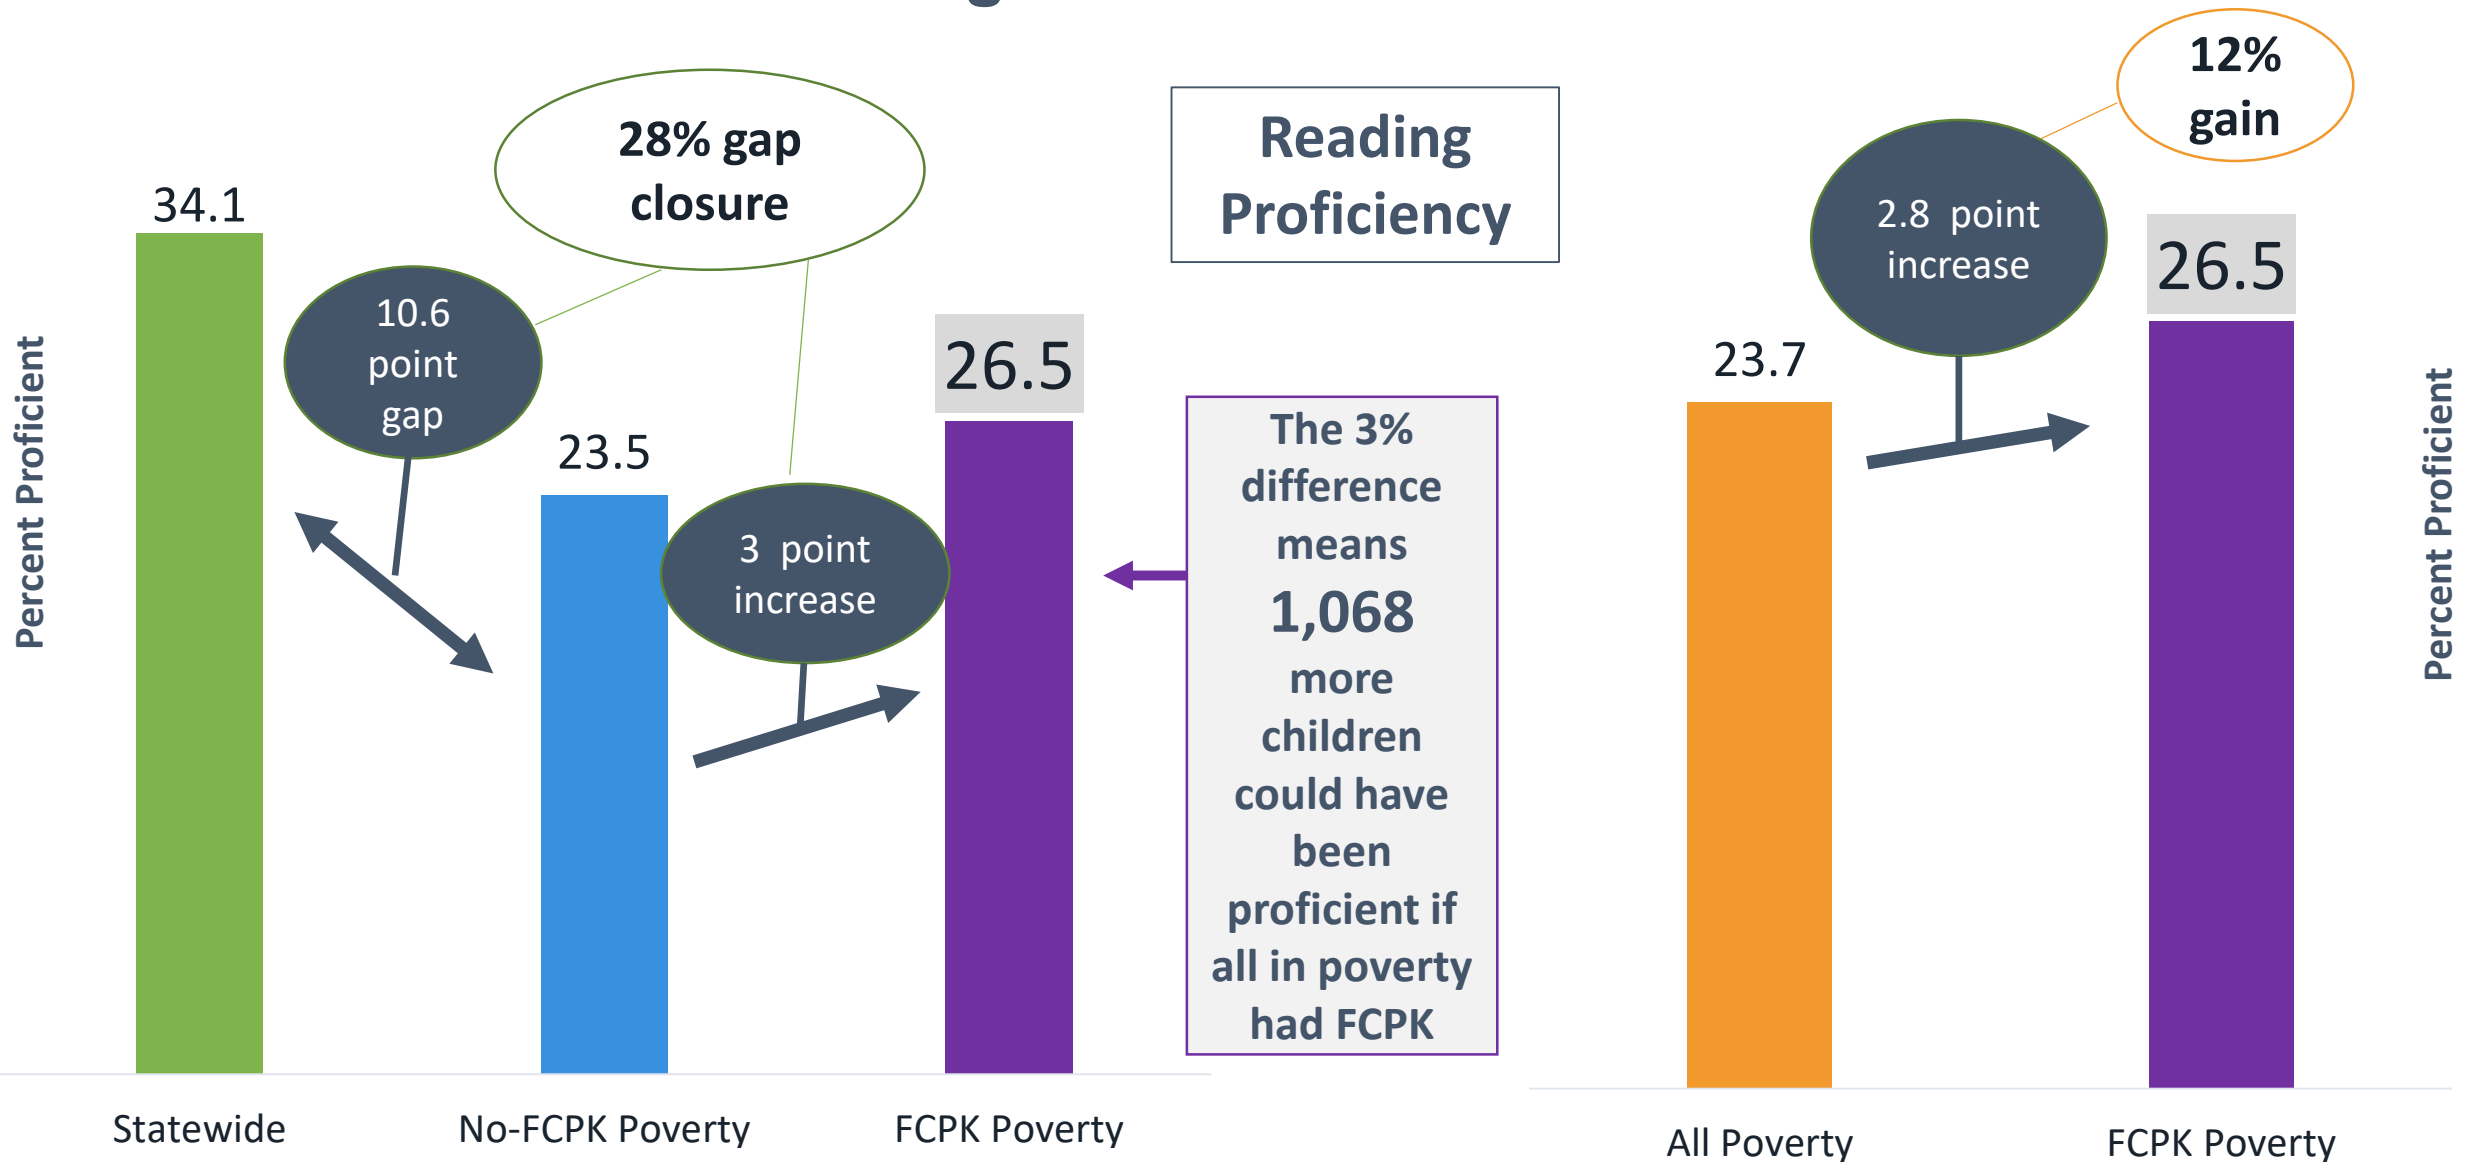 28% gap
closure
34.1
10.6
point
gap
Percent Proficient
23.5
3 point
increase
26.5
Statewide
No-FCPK Poverty
FCPK Poverty
Reading
Proficiency
The 3%
difference
means
1,068
more
children
could have
been
proficient if
all in poverty
had FCPK
12%
gain
2.8 point
increase
26.5
23.7
Percent Proficient
All Poverty
FCPK Poverty